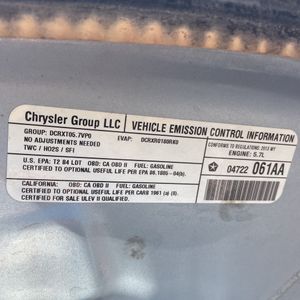 Chrysler Group LLC VEHICLE EMISSION CONTROL INFORMATION
GROUP: DCRXT05.7VP0 EVAP: DCRXR0180RK0 CONFORMS TO REGULATIONS: 2013 MY
NO ADJUSTMENTS NEEDED ENGINE: 5.7L
TWC / HO2S / SFI
U.S. EPA: T2 B4 LOT OBD: CA OBD II FUEL: GASOLINE 04722 061AA
CERTIFIED TO OPTIONAL USEFUL LIFE PER EPA 86.1805-04(b).
CALIFORNIA: OBD: CA OBD II FUEL: GASOLINE
CERTIFIED TO OPTIONAL USEFUL LIFE PER CARB 1961 (a) (8).
CERTIFIED FOR SALE ULEV II QUALIFIED.